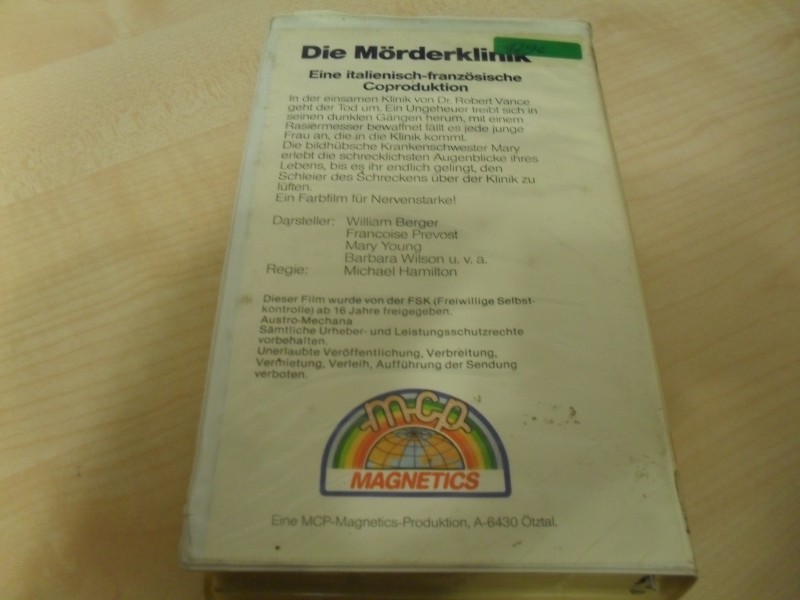 Die Mörderklinik
Eine italienisch-französische
Coproduktion
In der einsamen Klinik von Dr. Robert Vance
geht der Tod um. Ein Ungeheuer treibt sich in
seinen dunklen Gängen herum, mit einem
Rasiermesser bewaffnet fällt es jede junge
Frau an, die in die Klinik kommt.
Die bildhübsche Krankenschwester Mary
erlebt die schrecklichsten Augenblicke ihres
Lebens, bis es ihr endlich gelingt, den
Schleier des Schreckens über der Klinik zu
lüften.
Ein Farbfilm für Nervenstarke!
Darsteller: William Berger
Francoise Prevost
Mary Young
Barbara Wilson u. v. a.
Regie: Michael Hamilton
Dieser Film wurde von der FSK (Freiwillige Selbst-
kontrolle) ab 16 Jahre freigegeben.
Austro-Mechana
Sämtliche Urheber- und Leistungsschutzrechte
vorbehalten.
Unerlaubte Veröffentlichung, Verbreitung,
Vermietung, Verleih, Aufführung der Sendung
verboten.
m-c-p
MAGNETICS
Eine MCP-Magnetics-Produktion, A-6430 Ötztal.